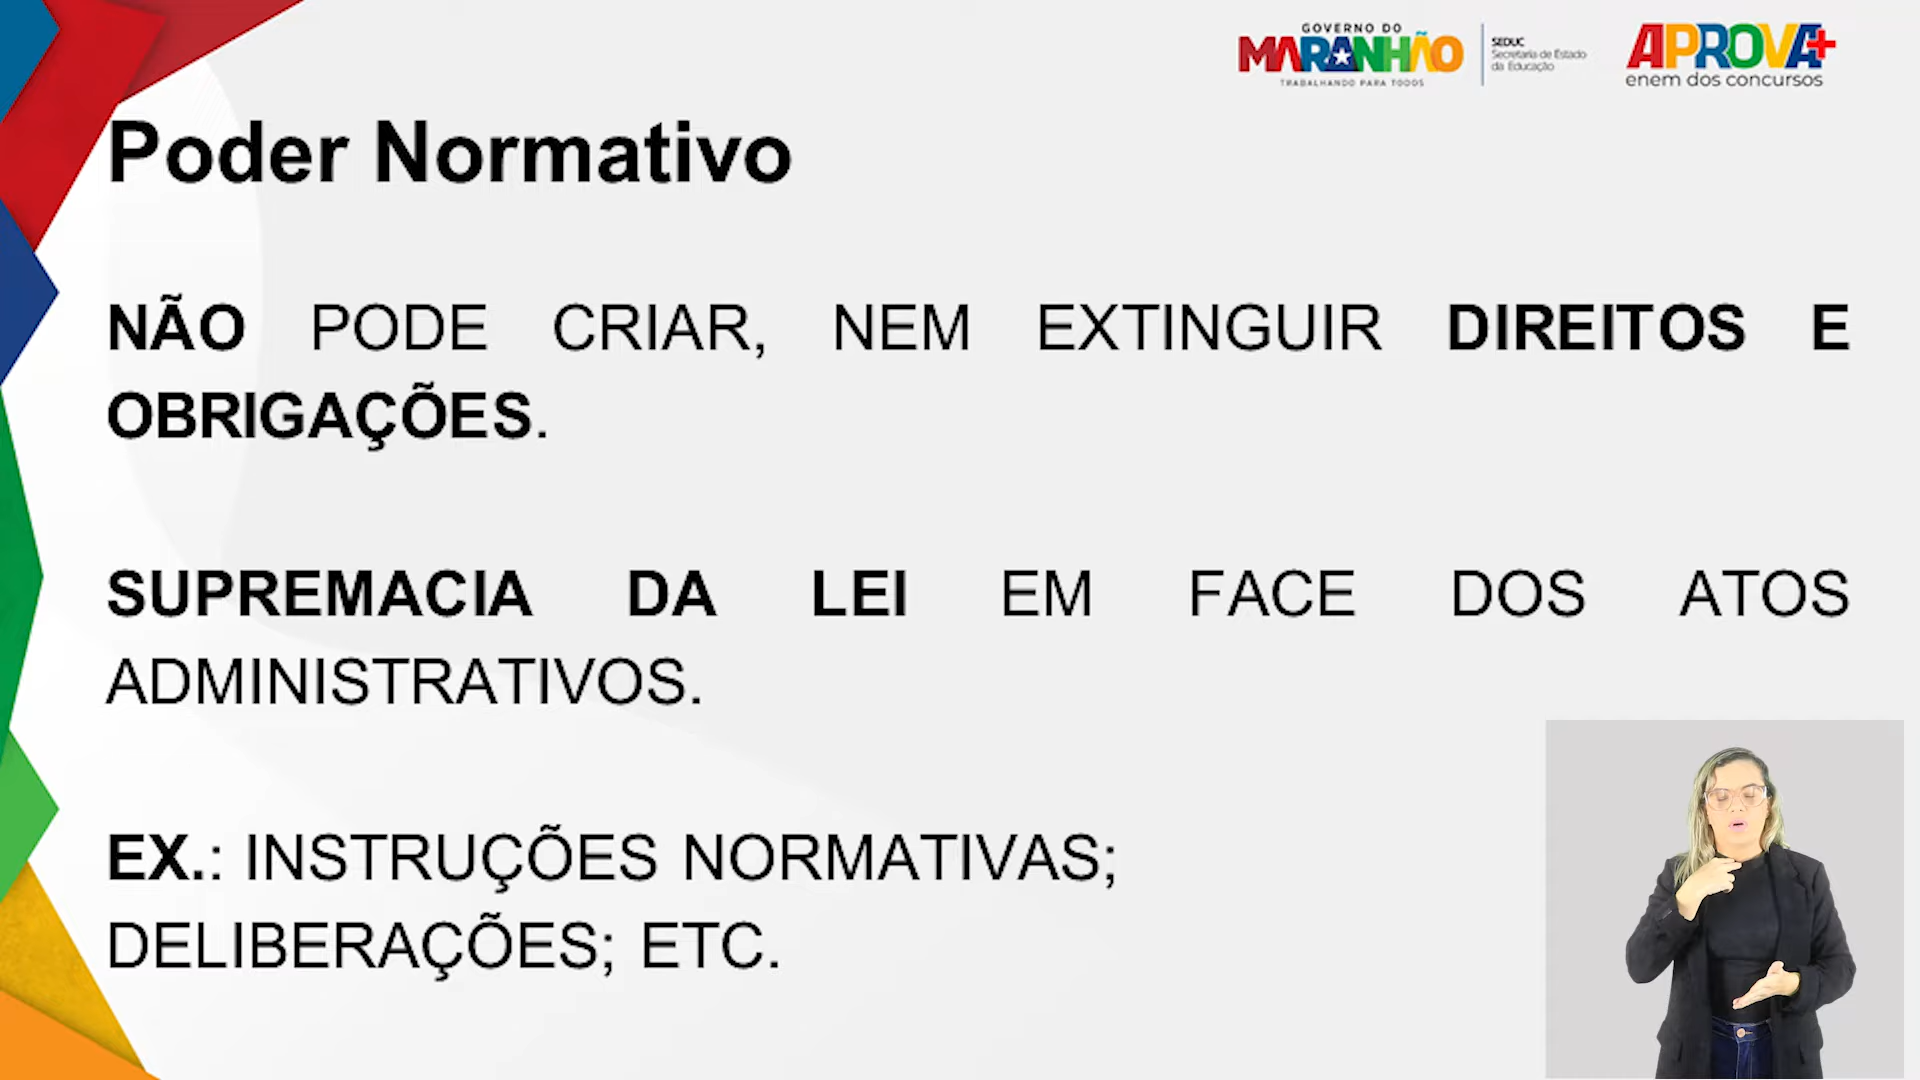 GOVERNO DO
MARANHÃO
TRABALHANDO PARA TODOS
SEDUC
Secretaria de Estado
da Educação
APROVA+
enem dos concursos
Poder Normativo
NÃO PODE CRIAR, NEM EXTINGUIR DIREITOS E
OBRIGAÇÕES.
SUPREMACIA DA LEI EM FACE DOS ATOS
ADMINISTRATIVOS.
EX.: INSTRUÇÕES NORMATIVAS;
DELIBERAÇÕES; ETC.